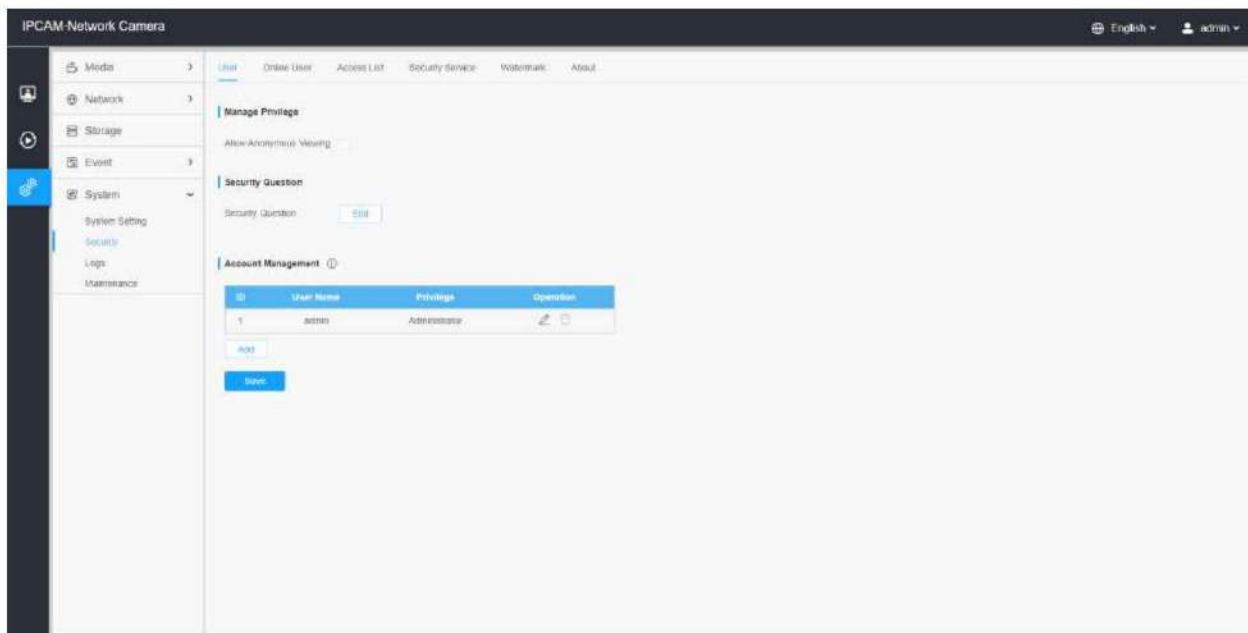 IPCAM-Network Camera
English
admin
Media
Network
Storage
Event
System
System Setting
Security
Logs
Maintenance
User Online User Access List Security Service Watermark About
Manage Privilege
Allow Anonymous Viewing
Security Question
Security Question Edit
Account Management
ID User Name Privilege Operation
1 admin Administrator
Add
Save